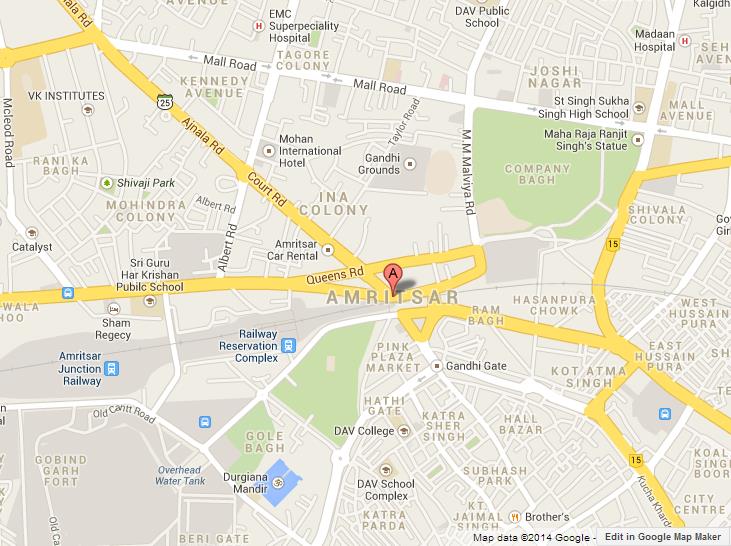 EMC
Superpeciality
Hospital
DAV Public
School
Kalgidh
Madaan
Hospital
ala Rd
TAGORE
COLONY
Mall Road
Mall Road
KENNEDY
AVENUE
JOSHI
NAGAR
VK INSTITUTES
25
St Singh Sukha
Singh High School
MALL
AVENUE
Mcleod Road
Ajnala Rd
Taylor Road
M.M Malviya Rd
Maha Raja Ranjit
Singh's Statue
Mohan
International
Hotel
Gandhi
Grounds
RANI KA
BAGH
Shivaji Park
Court Rd
COMPANY
BAGH
MOHINDRA
COLONY
Albert Rd
INA
COLONY
SHIVALA
COLONY
Gov
Girl
Catalyst
Albert Rd
Amritsar
Car Rental
15
Sri Guru
Har Krishan
Pubilc School
Queens Rd
A
AMRITSAR
WALA
HOO
Sham
Regecy
RAM
BAGH
HASANPURA
CHOWK
WEST
HUSSAIN
PURA
Railway
Reservation
Complex
Amritsar
Junction
Railway
PINK
PLAZA
MARKET
Gandhi Gate
EAST
HUSSAIN
PURA
KOT ATMA
SINGH
Old Cantt Road
HATHI
GATE
KATRA
SHER
SINGH
HALL
BAZAR
DAV College
GOLE
BAGH
GOBIND
GARH
FORT
Overhead
Water Tank
Durgiana
Mandir
DAV School
Complex
SUBHASH
PARK
15
KOAL
SINGH
BOOR
Kucha Kharde
CITY
CENTRE
Old Ca
BERI GATE
KATRA
PARDA
KT.
JAIMAL
SINGH
Brother's
Map data ©2014 Google -
Edit in Google Map Maker